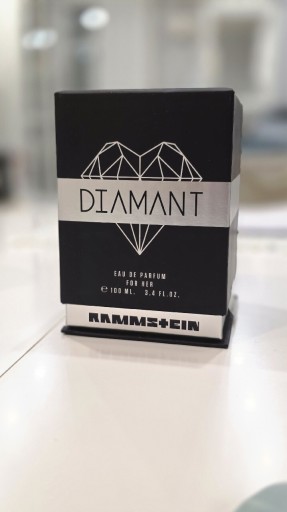 DIAMANT
EAU DE PARFUM
FOR HER
℮ 100 ML. 3.4 FL.OZ.
RAMMSTEIN